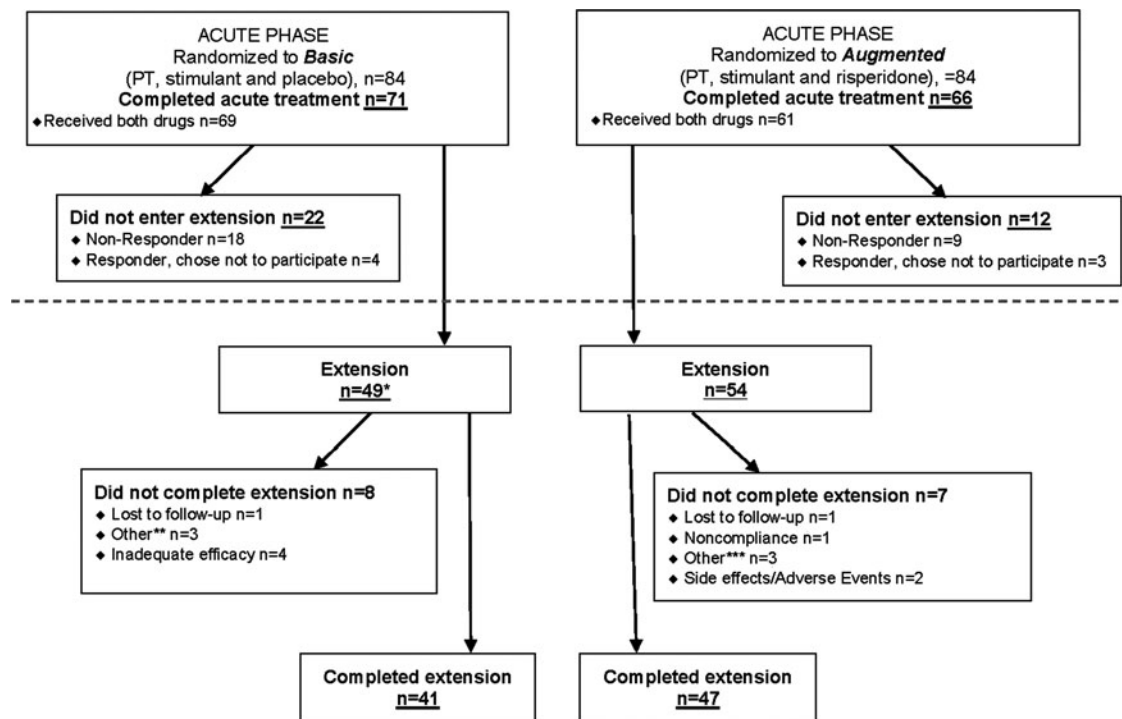 ACUTE PHASE
Randomized to Basic
(PT, stimulant and placebo), n=84
Completed acute treatment n=71
◆Received both drugs n=69
ACUTE PHASE
Randomized to Augmented
(PT, stimulant and risperidone), =84
Completed acute treatment n=66
◆Received both drugs n=61
Did not enter extension n=22
◆ Non-Responder n=18
◆ Responder, chose not to participate n=4
Did not enter extension n=12
◆ Non-Responder n=9
◆ Responder, chose not to participate n=3
Extension
n=49*
Extension
n=54
Did not complete extension n=8
◆ Lost to follow-up n=1
◆ Other** n=3
◆ Inadequate efficacy n=4
Did not complete extension n=7
◆ Lost to follow-up n=1
◆ Noncompliance n=1
◆ Other*** n=3
◆ Side effects/Adverse Events n=2
Completed extension
n=41
Completed extension
n=47